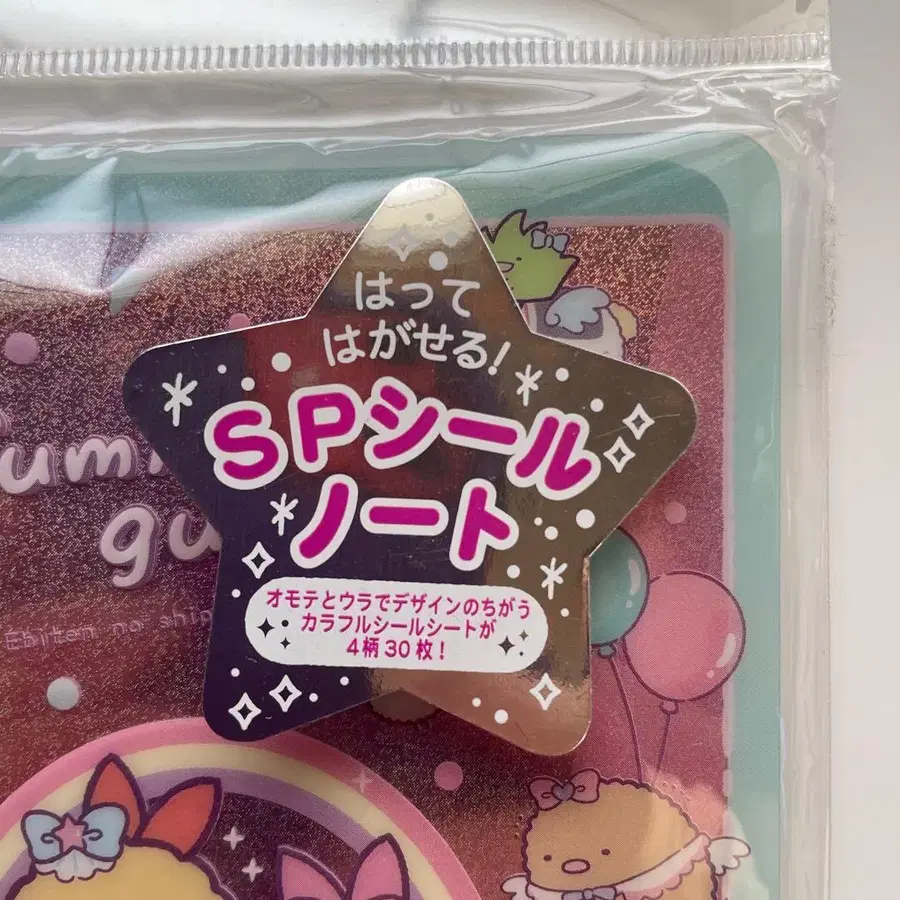 はって
はがせる!
SPシール
ノート
オモテとウラでデザインのちがう
カラフルシールシートが
4柄30枚!
Ebiten no